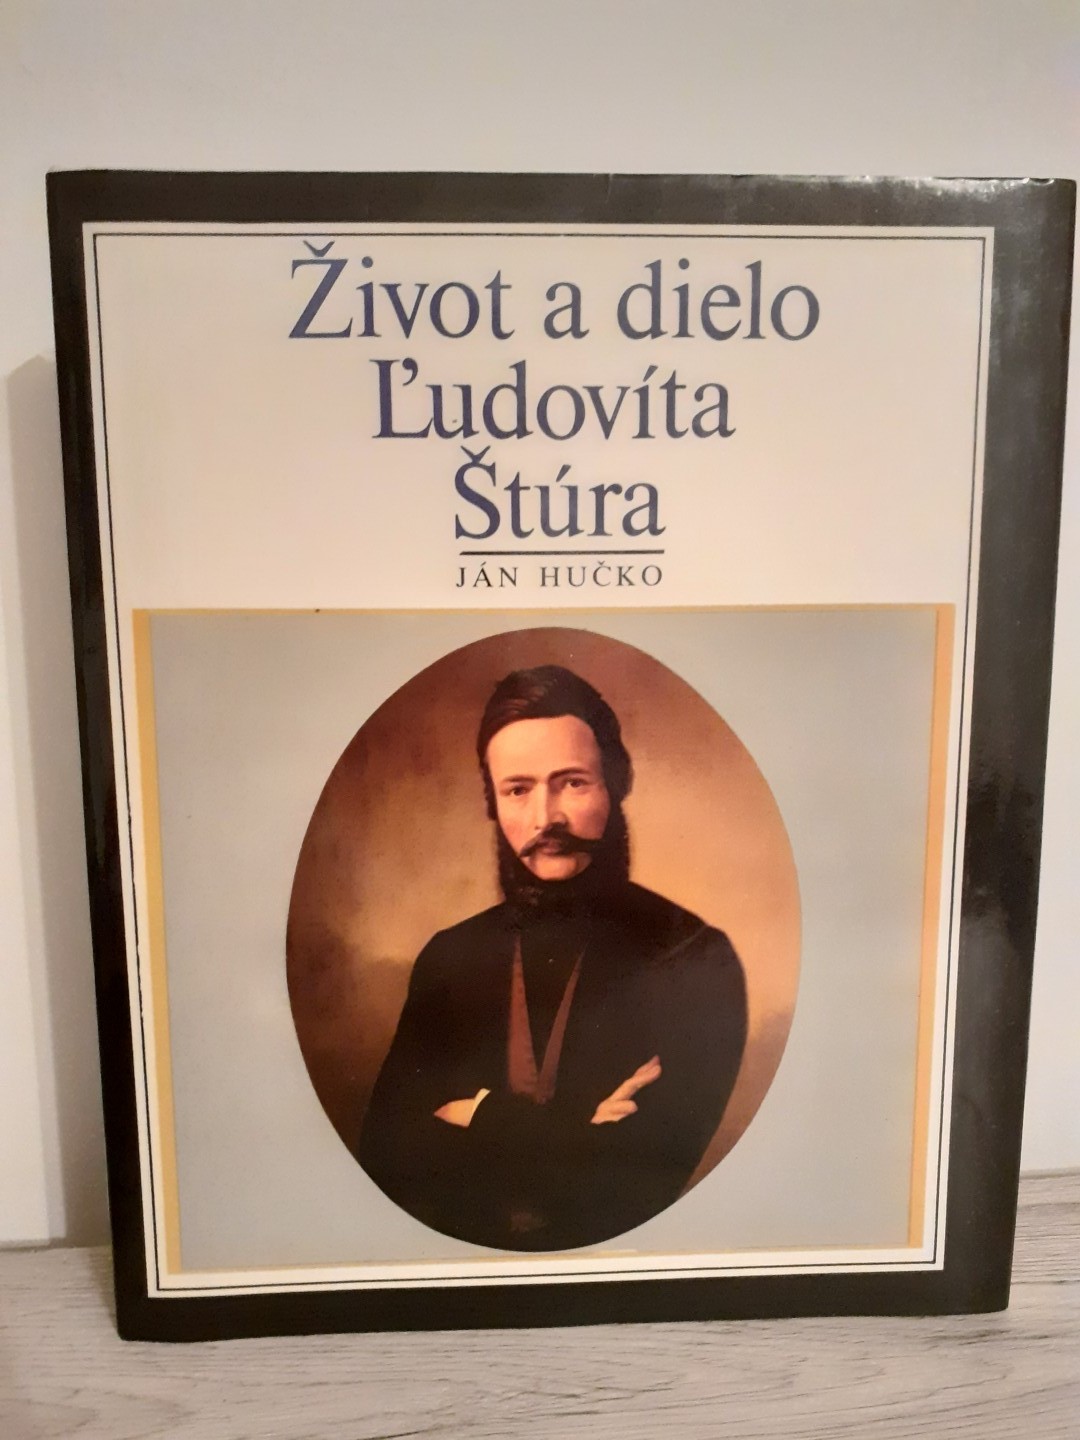 Život a dielo
Ľudovíta
Štúra
JÁN HUČKO